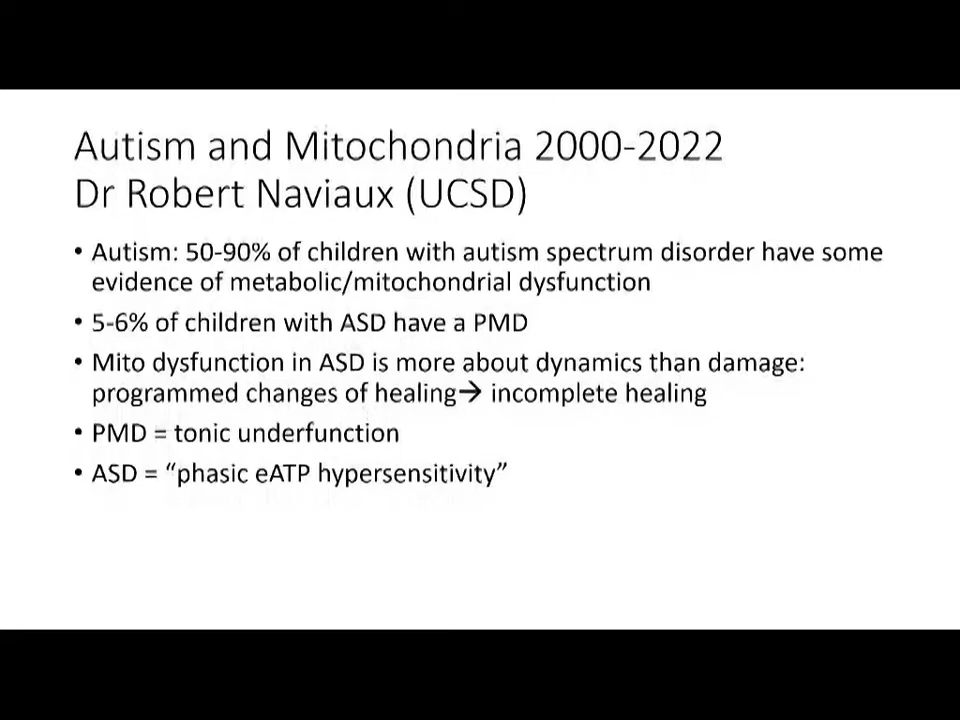 Autism and Mitochondria 2000-2022
Dr Robert Naviaux (UCSD)
• Autism: 50-90% of children with autism spectrum disorder have some
evidence of metabolic/mitochondrial dysfunction
• 5-6% of children with ASD have a PMD
• Mito dysfunction in ASD is more about dynamics than damage:
programmed changes of healing→ incomplete healing
• PMD = tonic underfunction
• ASD = “phasic eATP hypersensitivity”